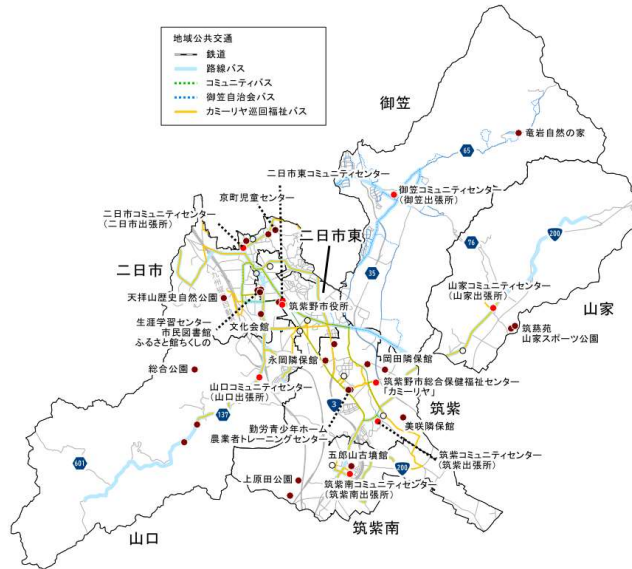 地域公共交通
鉄道
路線バス
コミュニティバス
御笠自治会バス
カミーリヤ巡回福祉バス
御笠
竜岩自然の家
65
二日市東コミュニティセンター
京町児童センター
御笠コミュニティセンター
(御笠出張所)
二日市コミュニティセンター
(二日市出張所)
二日市東
76
200
35
二日市
山家コミュニティセンター
(山家出張所)
山家
天拝山歴史自然公園
筑紫野市役所
生涯学習センター
市民図書館
ふるさと館ちくしの
文化会館
筑慈苑
山家スポーツ公園
永岡隣保館
岡田隣保館
総合公園
筑紫野市総合保健福祉センター
「カミーリヤ」
山口コミュニティセンター
(山口出張所)
3
筑紫
137
勤労青少年ホーム
農業者トレーニングセンター
美咲隣保館
五郎山古墳館
筑紫コミュニティセンター
(筑紫出張所)
601
200
上原田公園
筑紫南コミュニティセンター
(筑紫南出張所)
筑紫南
山口